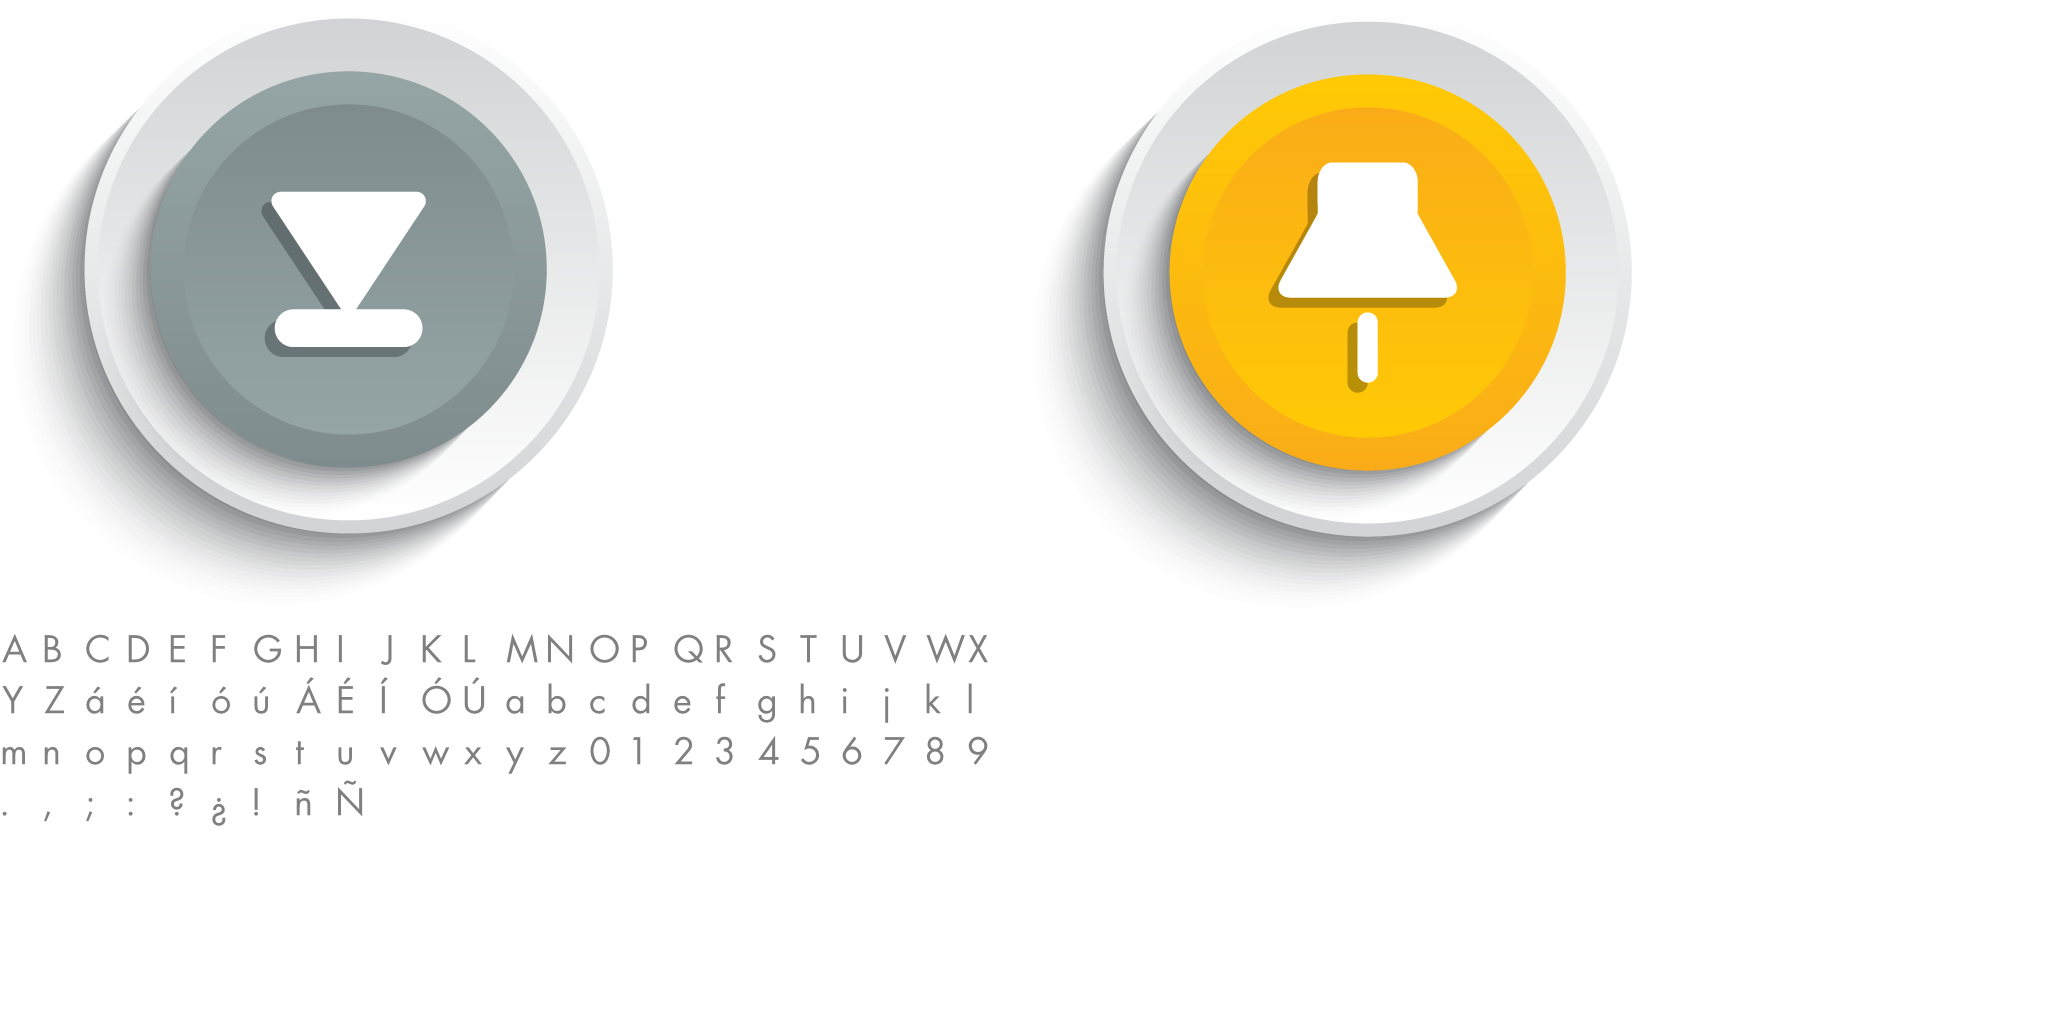 A B C D E F G H I J K L M N O P Q R S T U V W X
Y Z á é í ó ú Á É Í Ó Ú a b c d e f g h i j k l
m n o p q r s t u v w x y z 0 1 2 3 4 5 6 7 8 9
. , ; : ? ¿ ! ñ Ñ